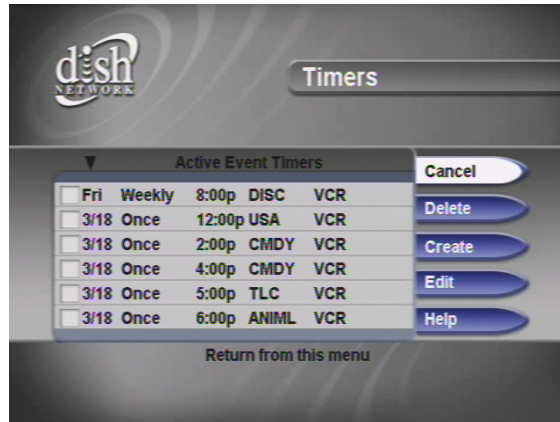 dish
NETWORK
Timers
Active Event Timers
Fri Weekly 8:00p DISC VCR
3/18 Once 12:00p USA VCR
3/18 Once 2:00p CMDY VCR
3/18 Once 4:00p CMDY VCR
3/18 Once 5:00p TLC VCR
3/18 Once 6:00p ANIML VCR
Cancel
Delete
Create
Edit
Help
Return from this menu